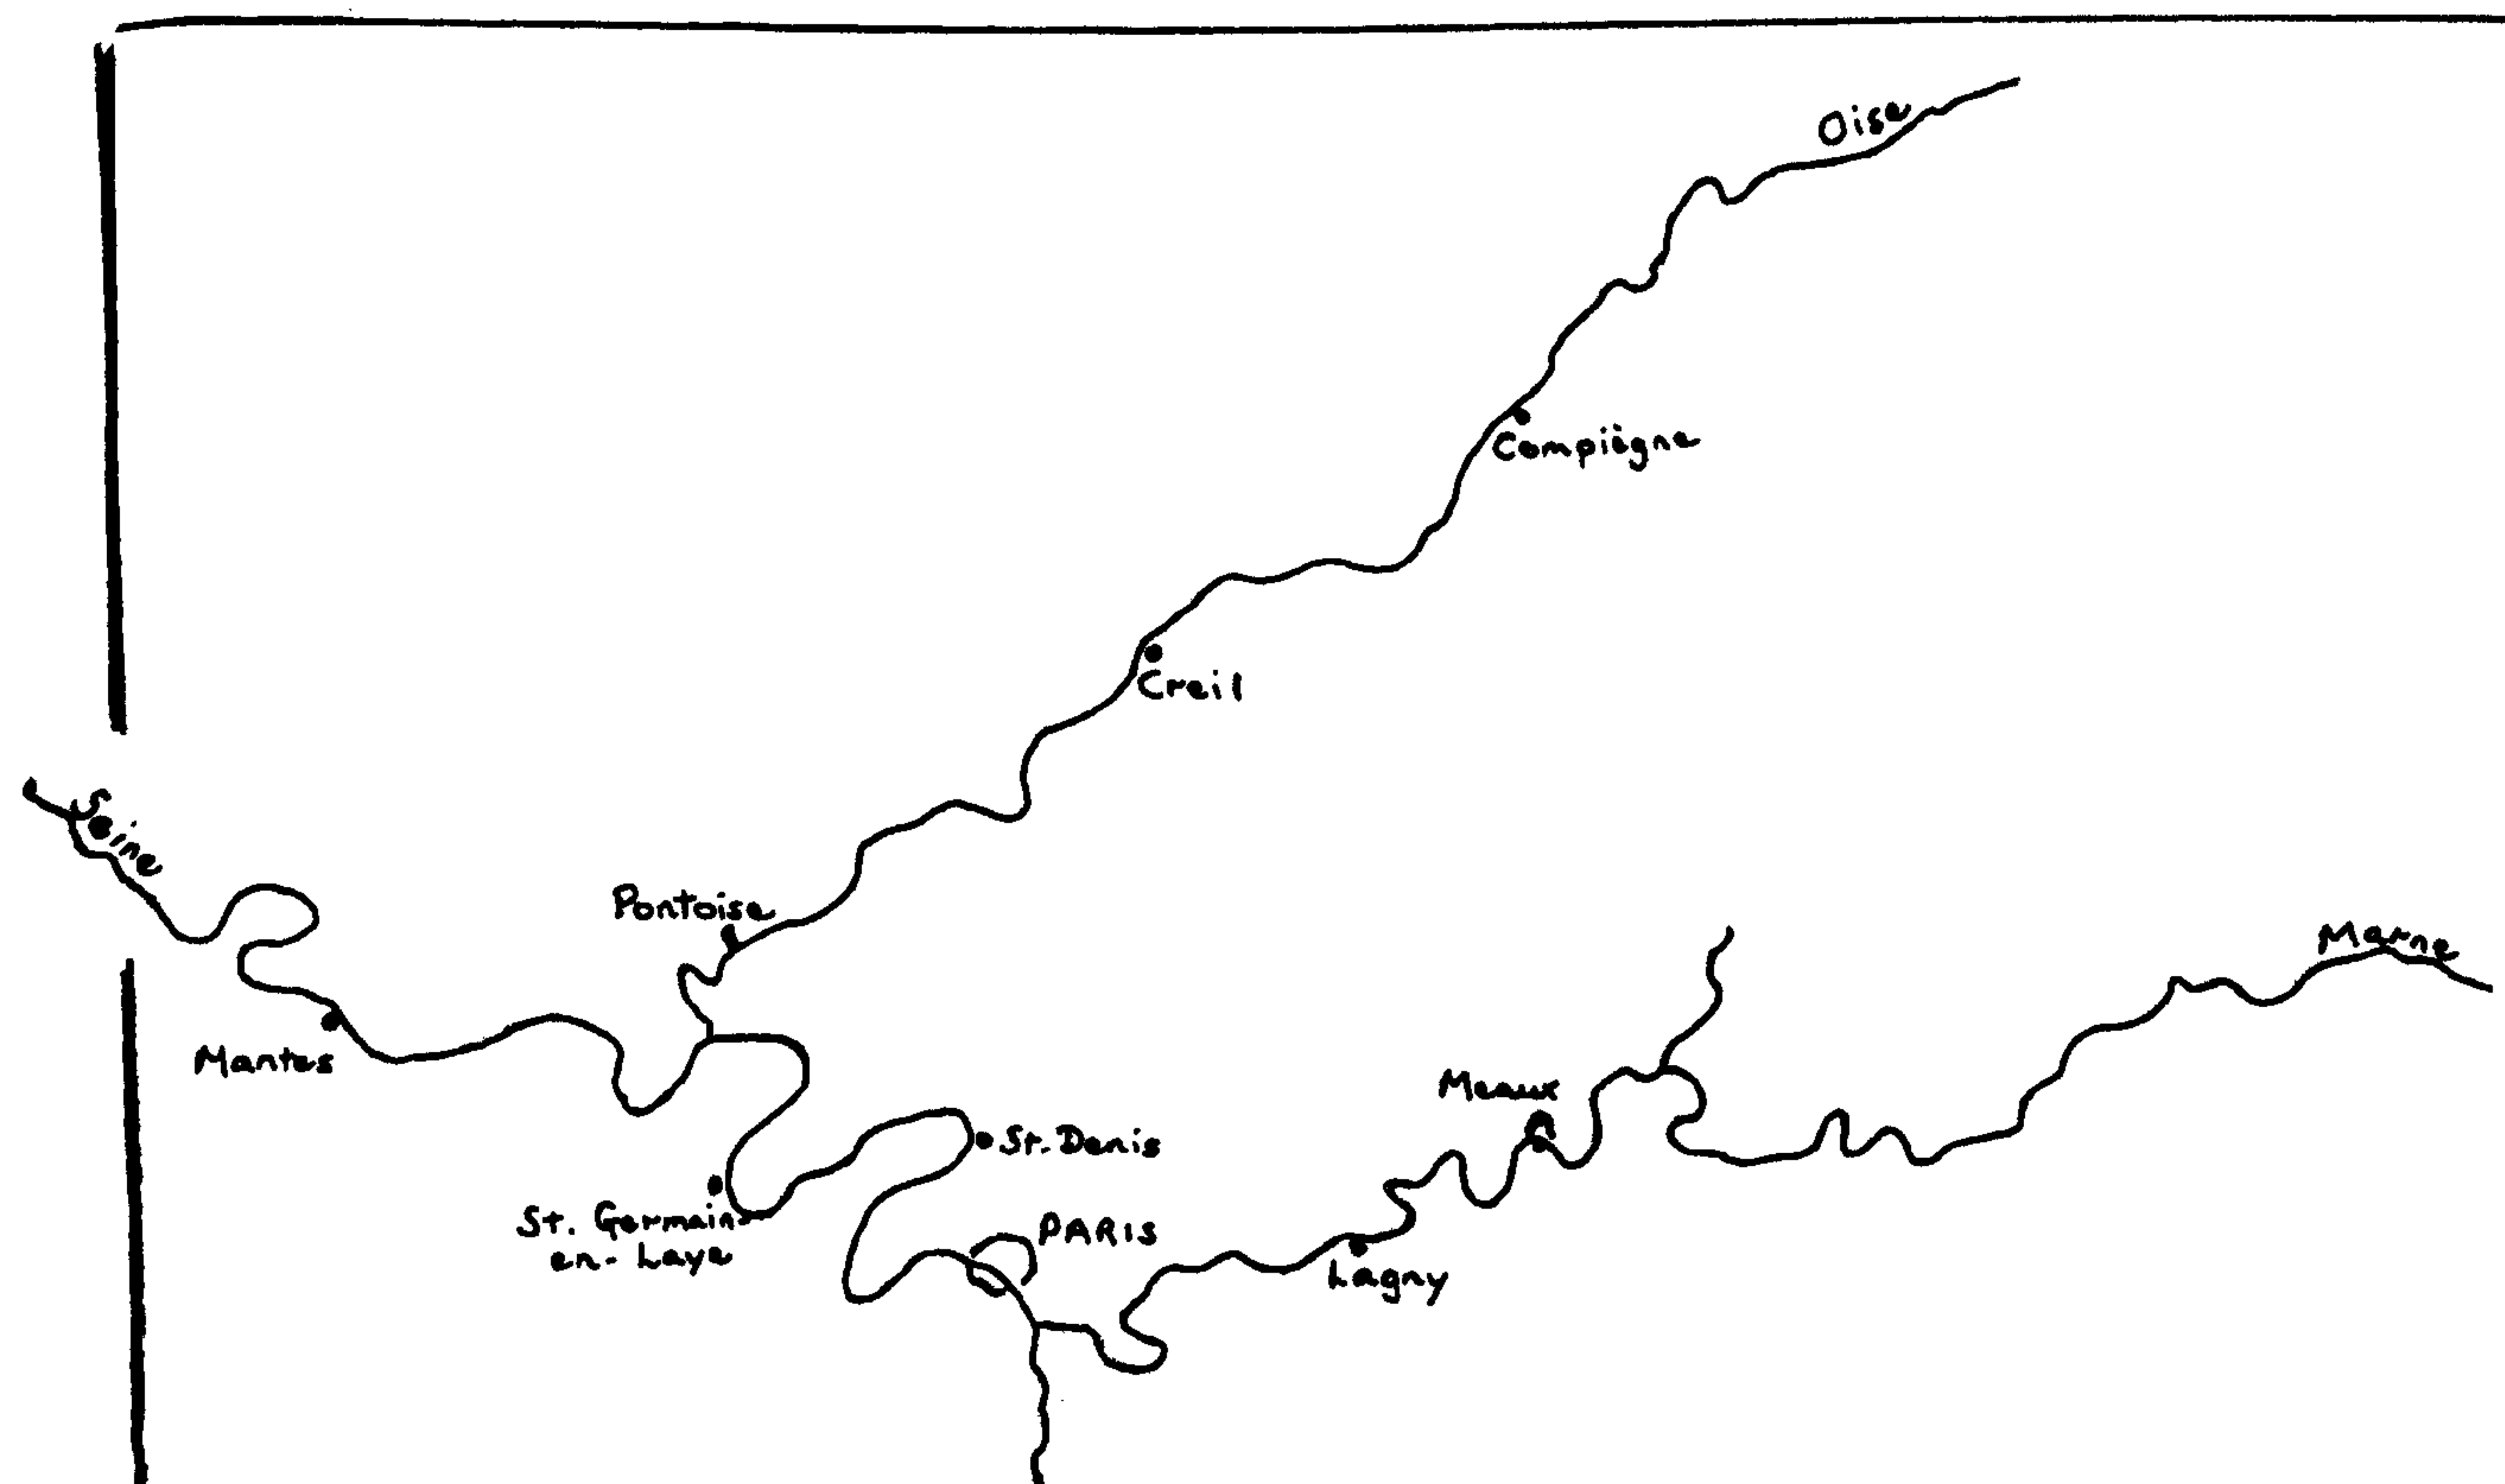 Oise
Compiègne
Creil
Seine
Pontoise
Marne
Mantes
Meaux
St. Denis
St. Germain
en-Laye
PARIS
Lagny